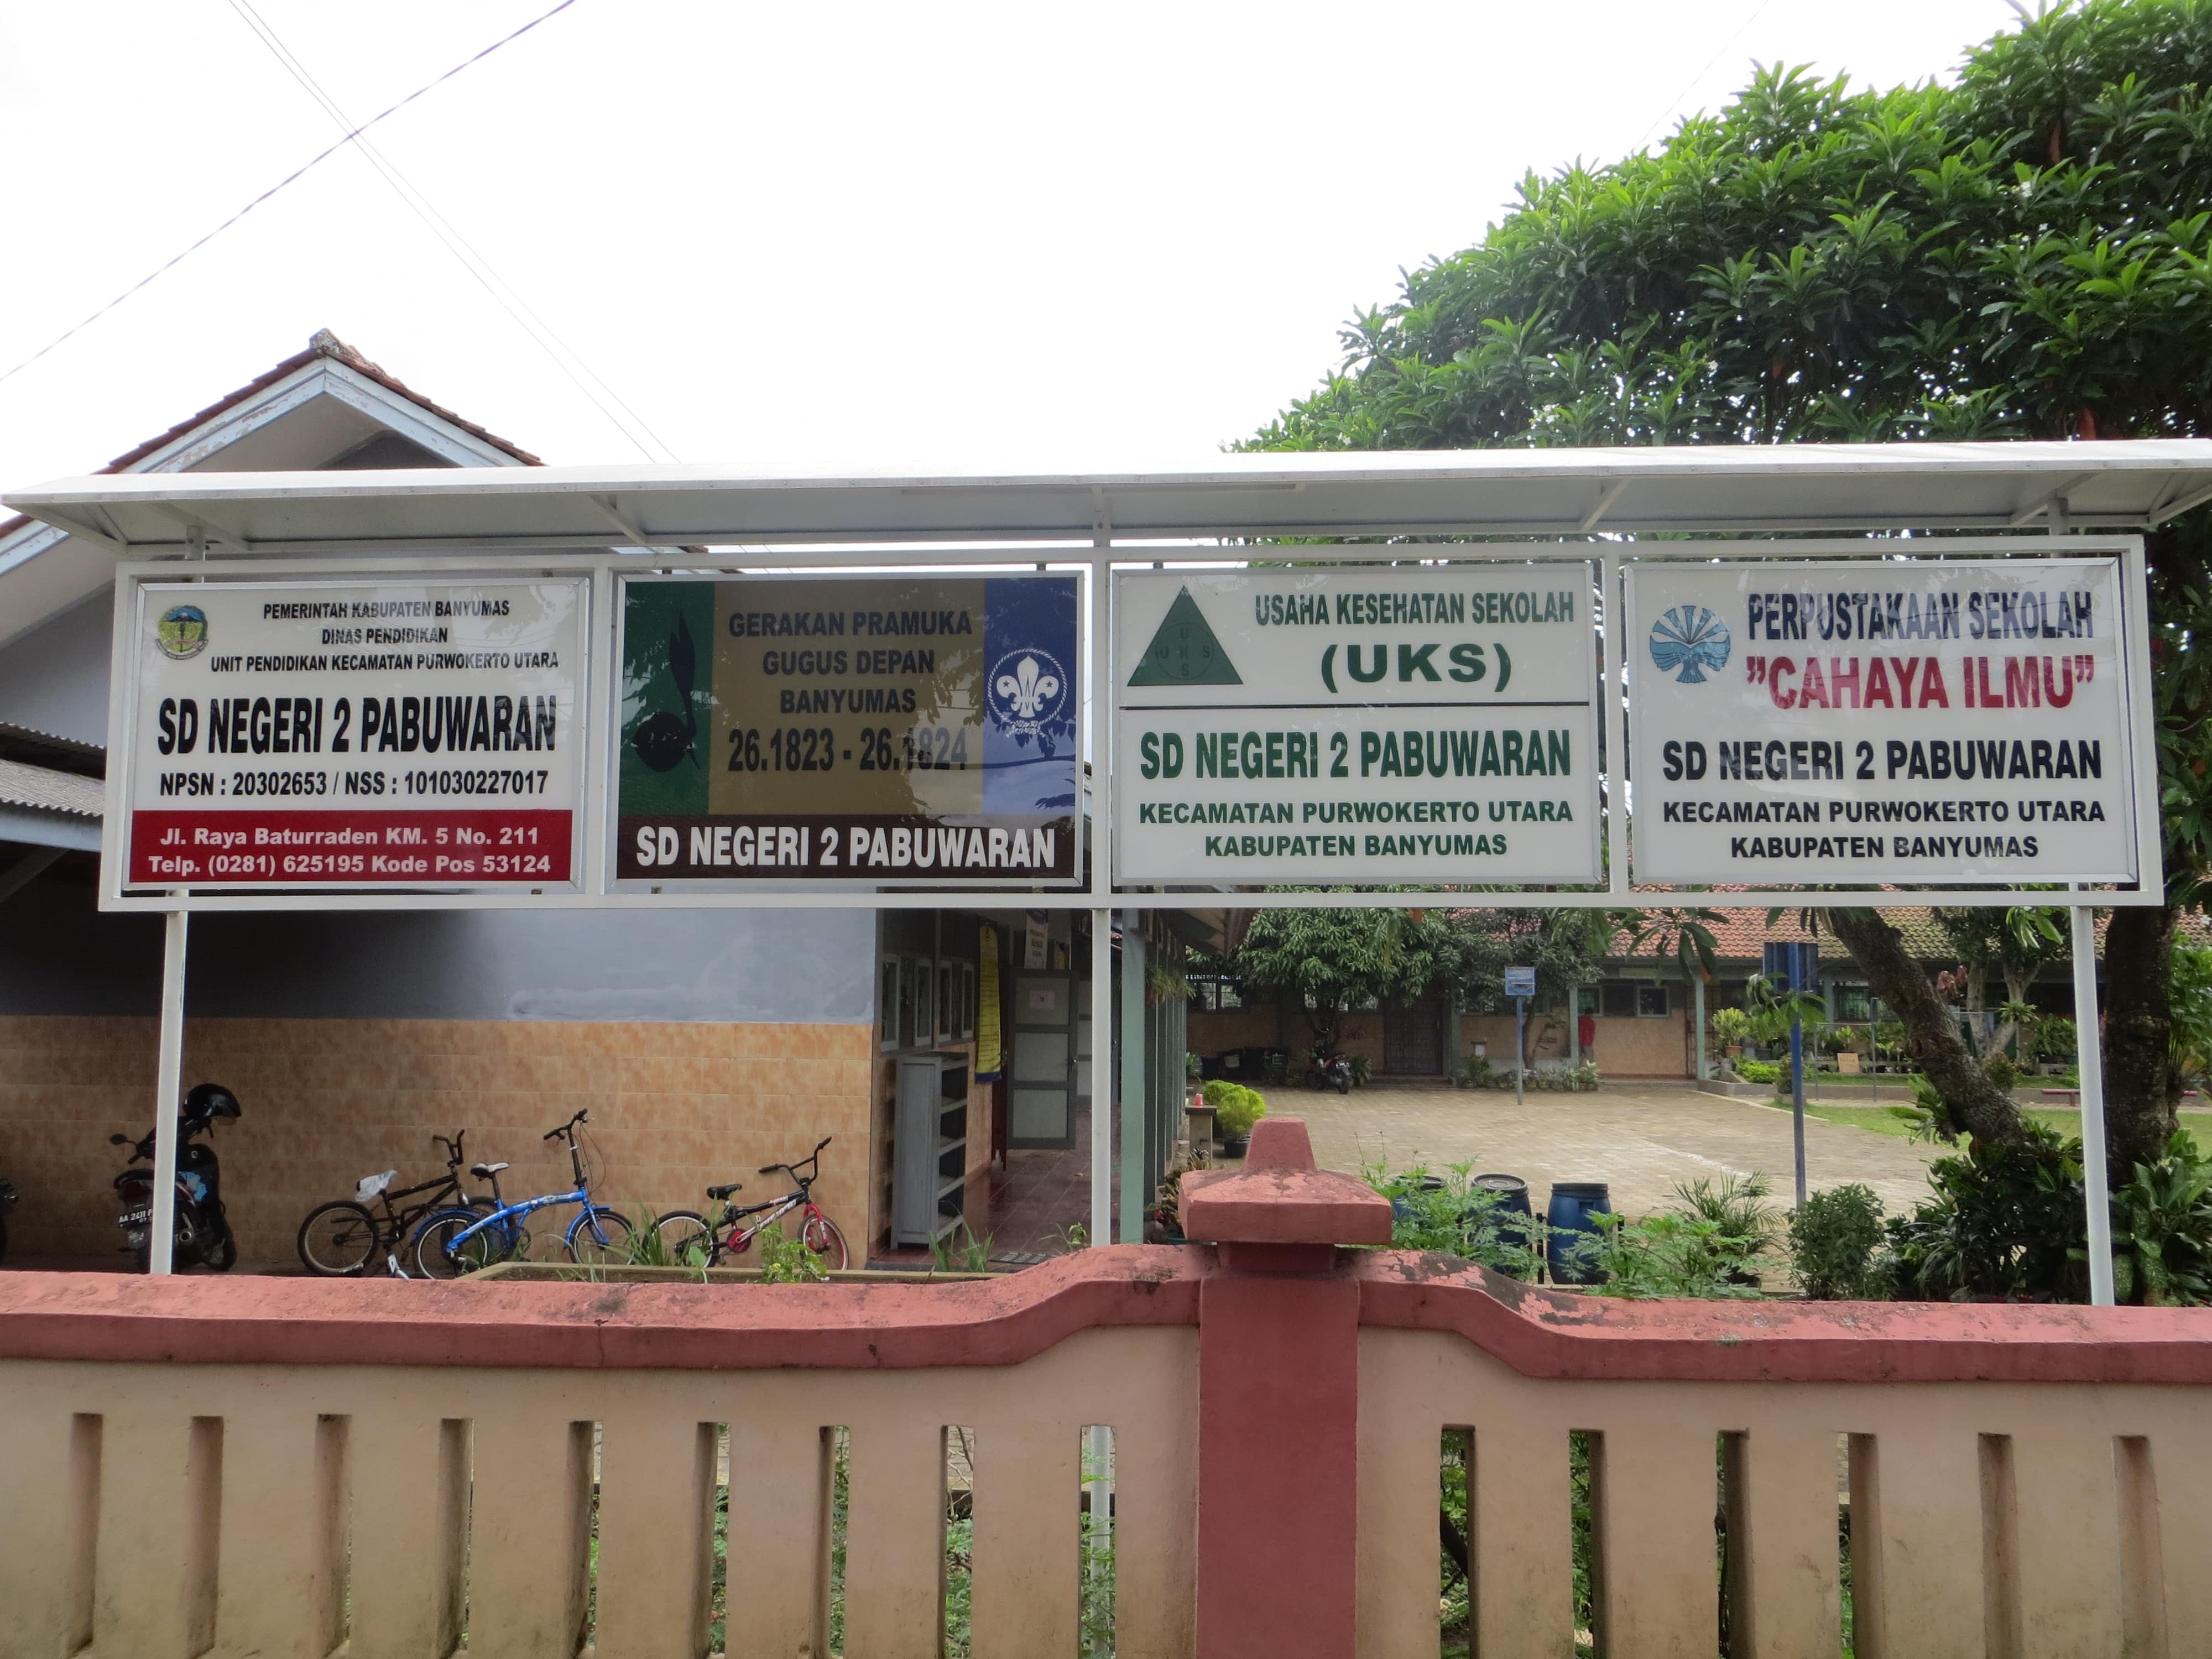 PEMERINTAH KABUPATEN BANYUMAS
DINAS PENDIDIKAN
UNIT PENDIDIKAN KECAMATAN PURWOKERTO UTARA
SD NEGERI 2 PABUWARAN
NPSN : 20302653 / NSS : 101030227017
Jl. Raya Baturraden KM. 5 No. 211
Telp. (0281) 625195 Kode Pos 53124
GERAKAN PRAMUKA
GUGUS DEPAN
BANYUMAS
26.1823 - 26.1824
SD NEGERI 2 PABUWARAN
USAHA KESEHATAN SEKOLAH
(UKS)
UKS
SD NEGERI 2 PABUWARAN
KECAMATAN PURWOKERTO UTARA
KABUPATEN BANYUMAS
PERPUSTAKAAN SEKOLAH
"CAHAYA ILMU"
SD NEGERI 2 PABUWARAN
KECAMATAN PURWOKERTO UTARA
KABUPATEN BANYUMAS